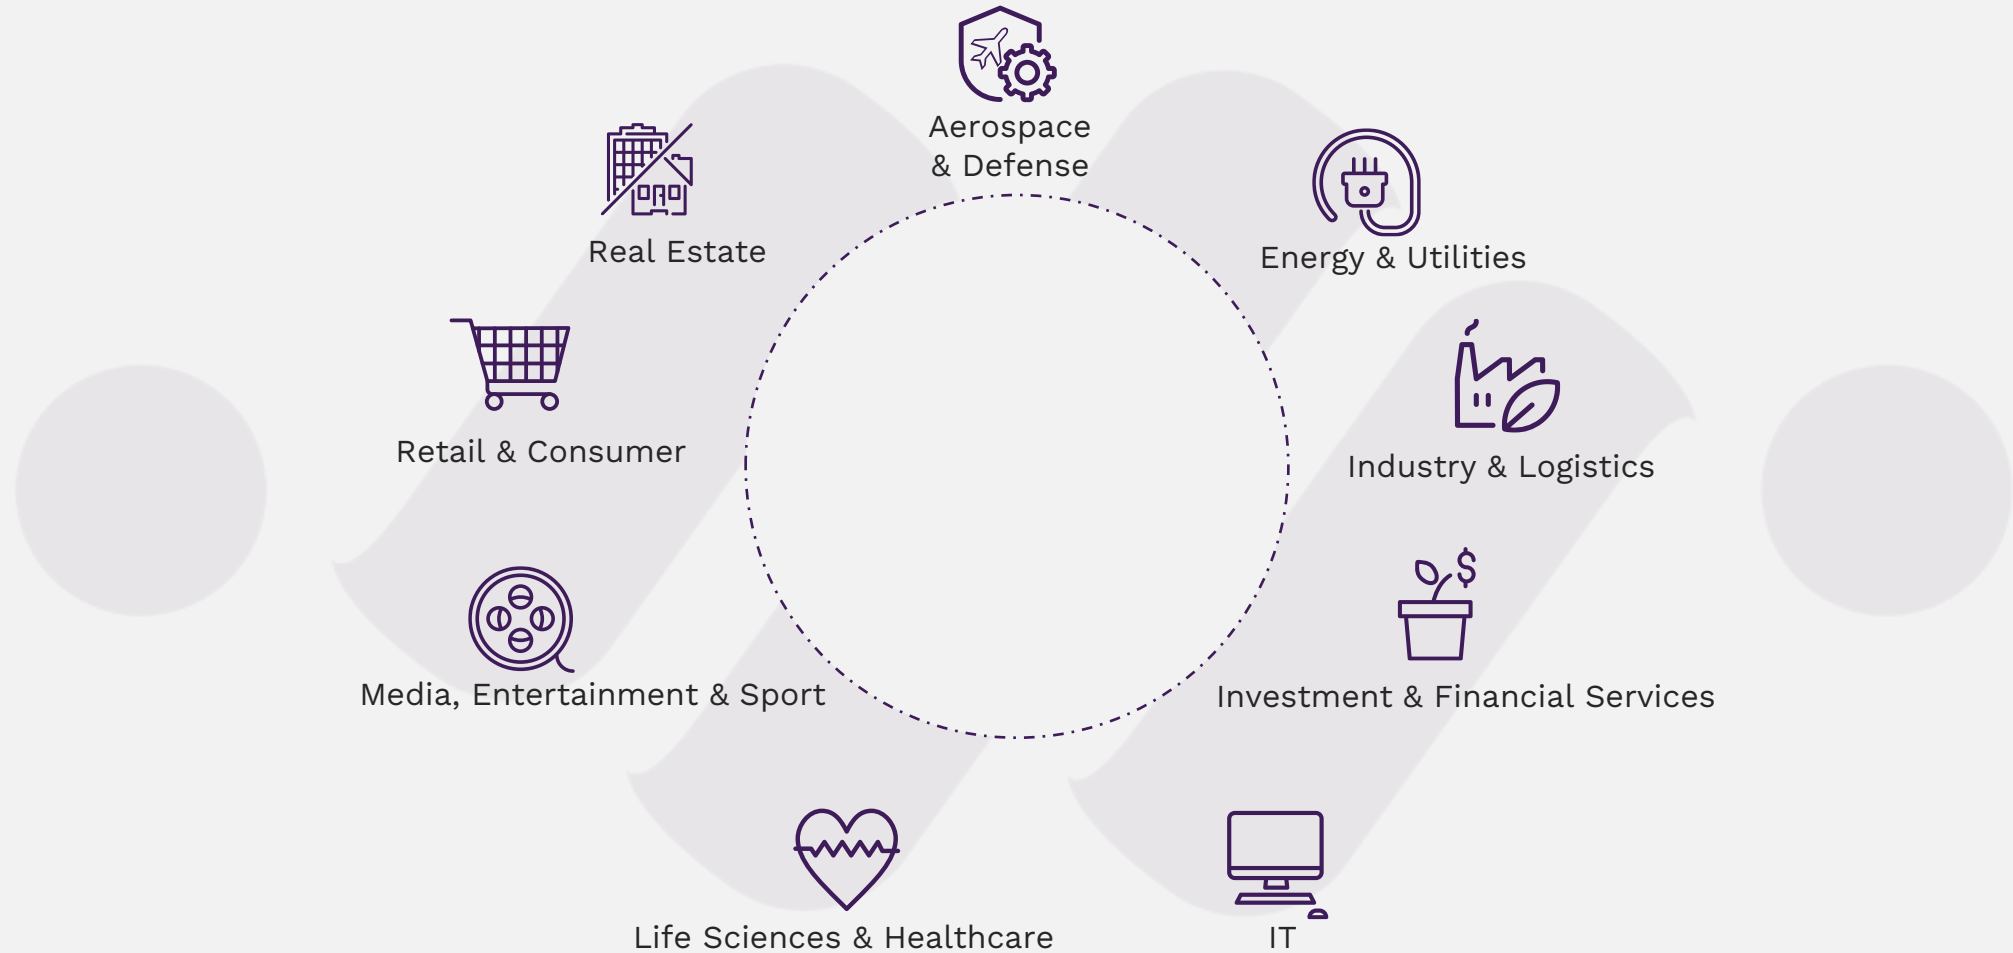 Aerospace
& Defense
Real Estate
Energy & Utilities
Retail & Consumer
Industry & Logistics
Media, Entertainment & Sport
Investment & Financial Services
Life Sciences & Healthcare
IT